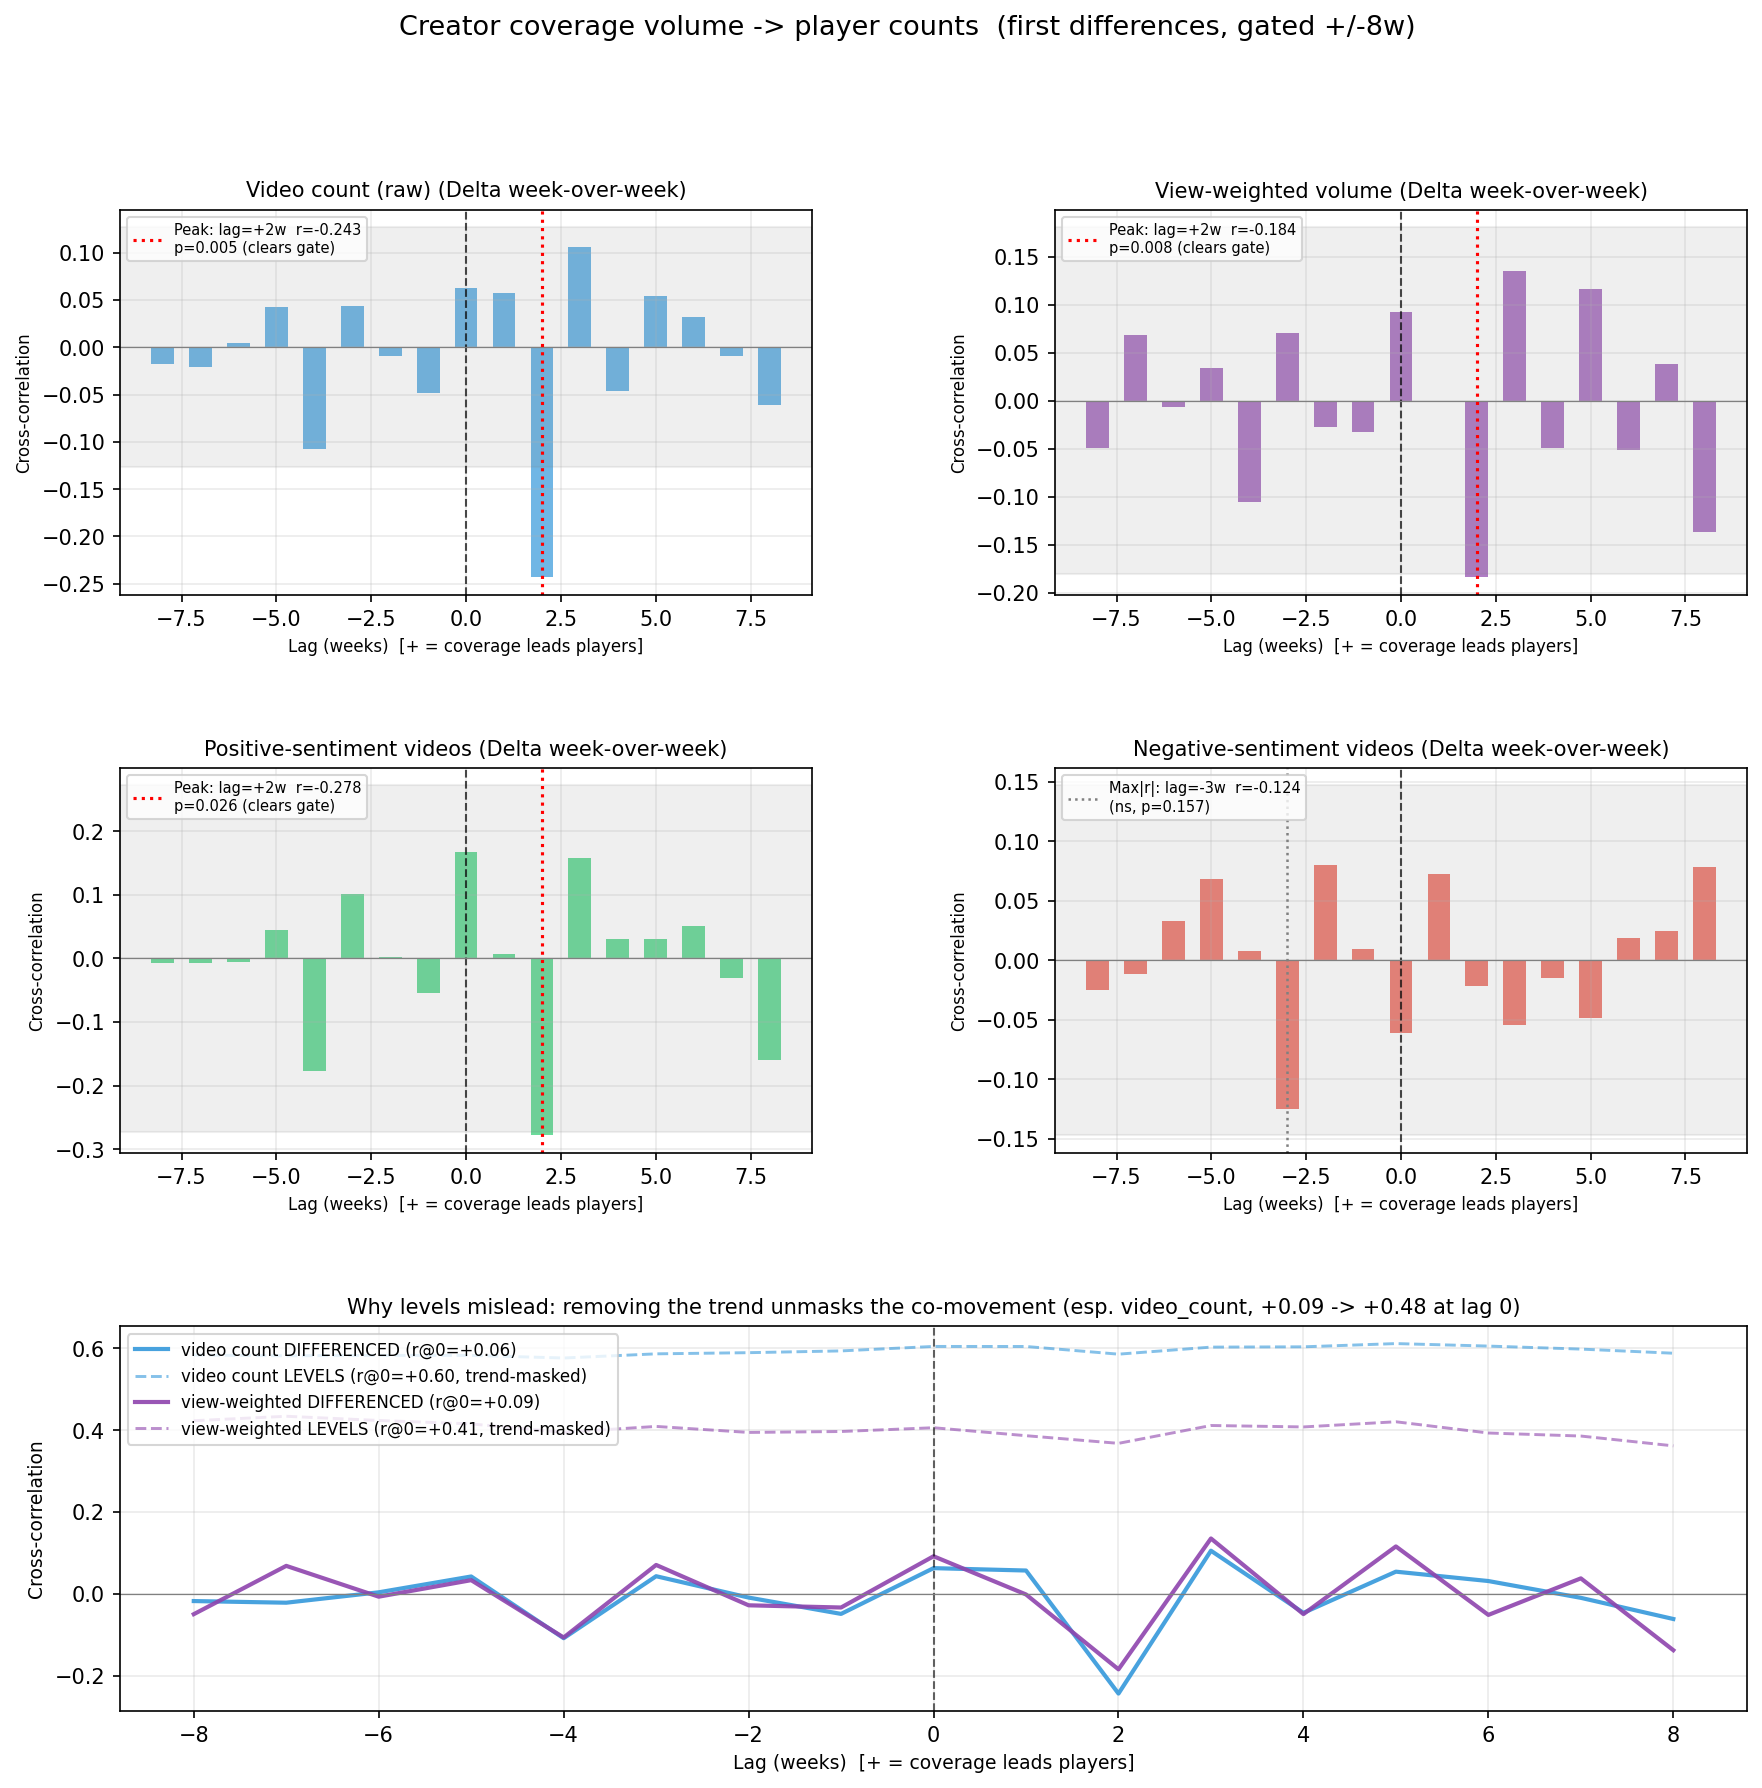 Creator coverage volume -> player counts  (first differences, gated +/-8w)
Video count (raw) (Delta week-over-week)
Peak: lag=+2w  r=-0.243
p=0.005 (clears gate)
0.10
0.05
0.00
−0.05
−0.10
−0.15
−0.20
−0.25
Cross-correlation
−7.5 −5.0 −2.5 0.0 2.5 5.0 7.5
Lag (weeks)  [+ = coverage leads players]
View-weighted volume (Delta week-over-week)
Peak: lag=+2w  r=-0.184
p=0.008 (clears gate)
0.15
0.10
0.05
0.00
−0.05
−0.10
−0.15
−0.20
Cross-correlation
−7.5 −5.0 −2.5 0.0 2.5 5.0 7.5
Lag (weeks)  [+ = coverage leads players]
Positive-sentiment videos (Delta week-over-week)
Peak: lag=+2w  r=-0.278
p=0.026 (clears gate)
0.2
0.1
0.0
−0.1
−0.2
−0.3
Cross-correlation
−7.5 −5.0 −2.5 0.0 2.5 5.0 7.5
Lag (weeks)  [+ = coverage leads players]
Negative-sentiment videos (Delta week-over-week)
Max|r|: lag=-3w  r=-0.124
(ns, p=0.157)
0.15
0.10
0.05
0.00
−0.05
−0.10
−0.15
Cross-correlation
−7.5 −5.0 −2.5 0.0 2.5 5.0 7.5
Lag (weeks)  [+ = coverage leads players]
Why levels mislead: removing the trend unmasks the co-movement (esp. video_count, +0.09 -> +0.48 at lag 0)
video count DIFFERENCED (r@0=+0.06)
video count LEVELS (r@0=+0.60, trend-masked)
view-weighted DIFFERENCED (r@0=+0.09)
view-weighted LEVELS (r@0=+0.41, trend-masked)
0.6
0.4
0.2
0.0
−0.2
Cross-correlation
−8 −6 −4 −2 0 2 4 6 8
Lag (weeks)  [+ = coverage leads players]